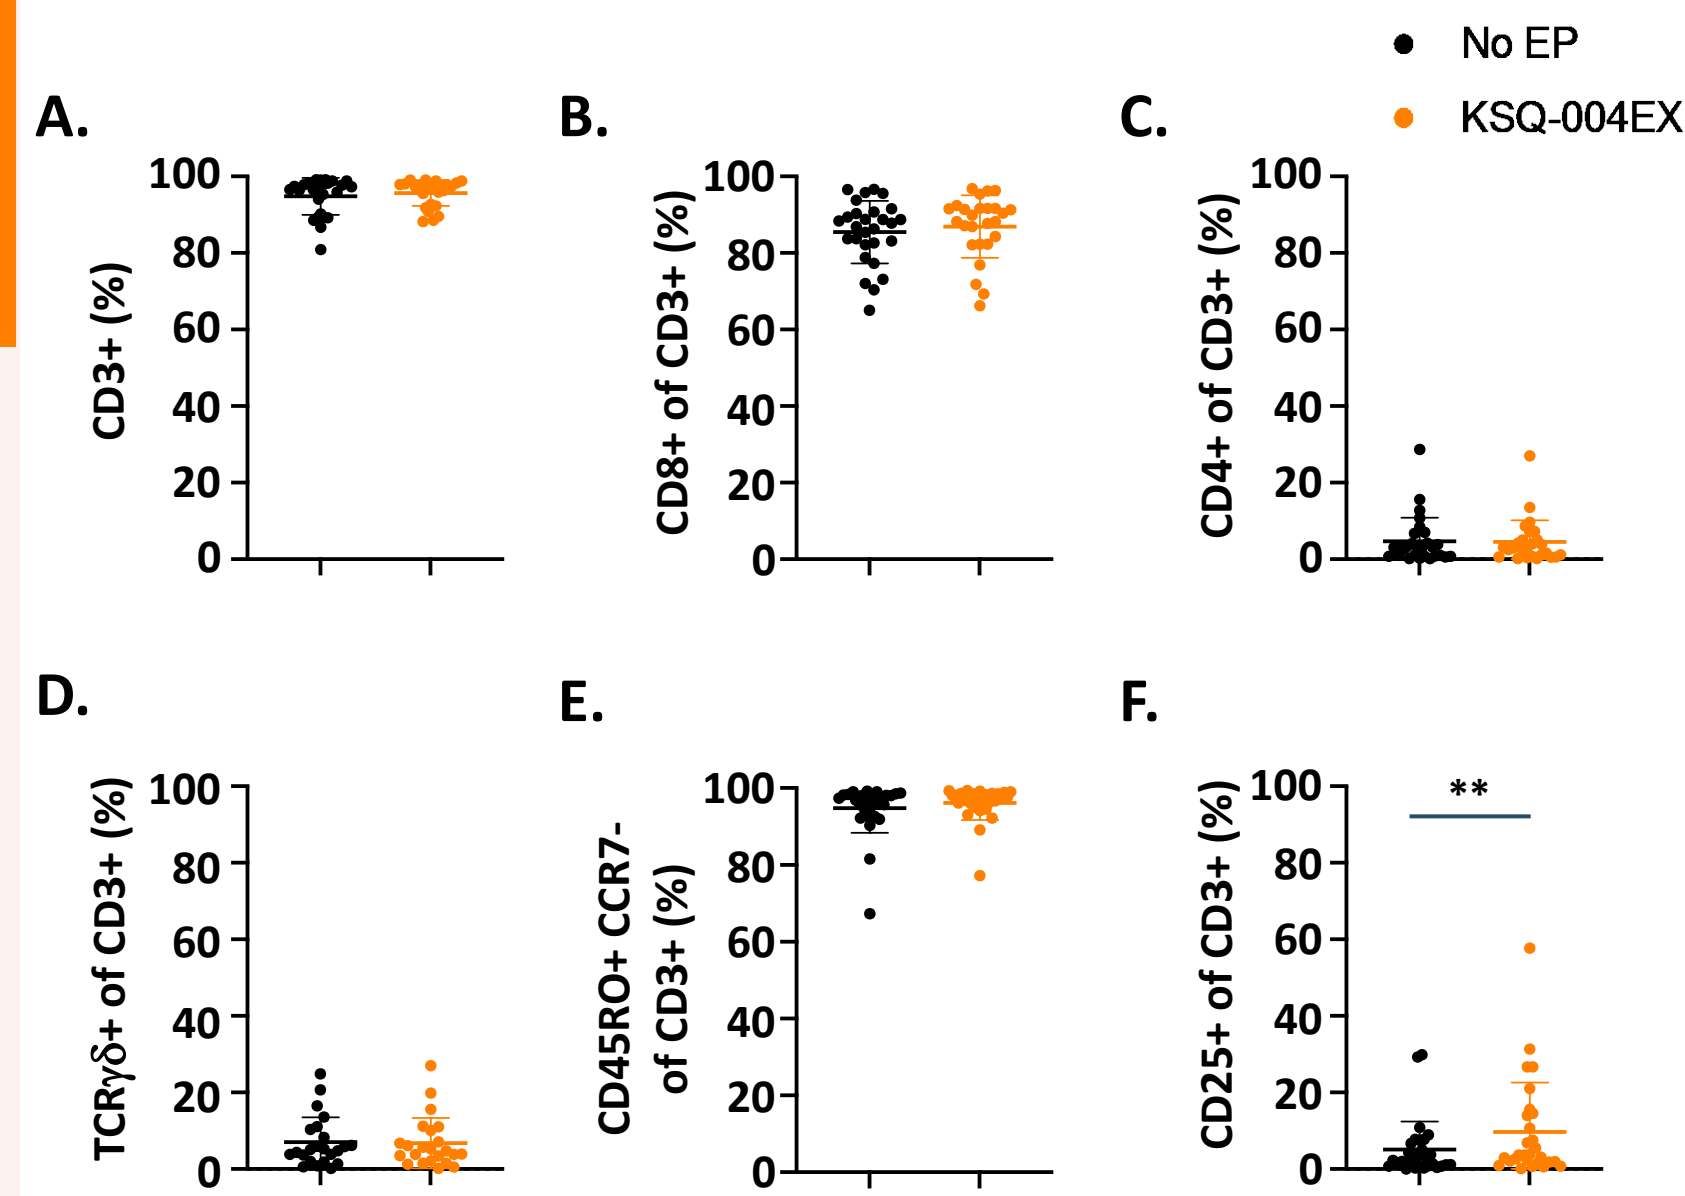 No EP
KSQ-004EX
A.
CD3+ (%)
100
80
60
40
20
0
B.
CD8+ of CD3+ (%)
100
80
60
40
20
0
C.
CD4+ of CD3+ (%)
100
80
60
40
20
0
D.
TCRγδ+ of CD3+ (%)
100
80
60
40
20
0
E.
CD45RO+ CCR7-
of CD3+ (%)
100
80
60
40
20
0
F.
CD25+ of CD3+ (%)
100
80
60
40
20
0
**